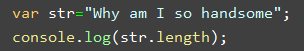 var str="Why am I so handsome";
console.log(str.length);